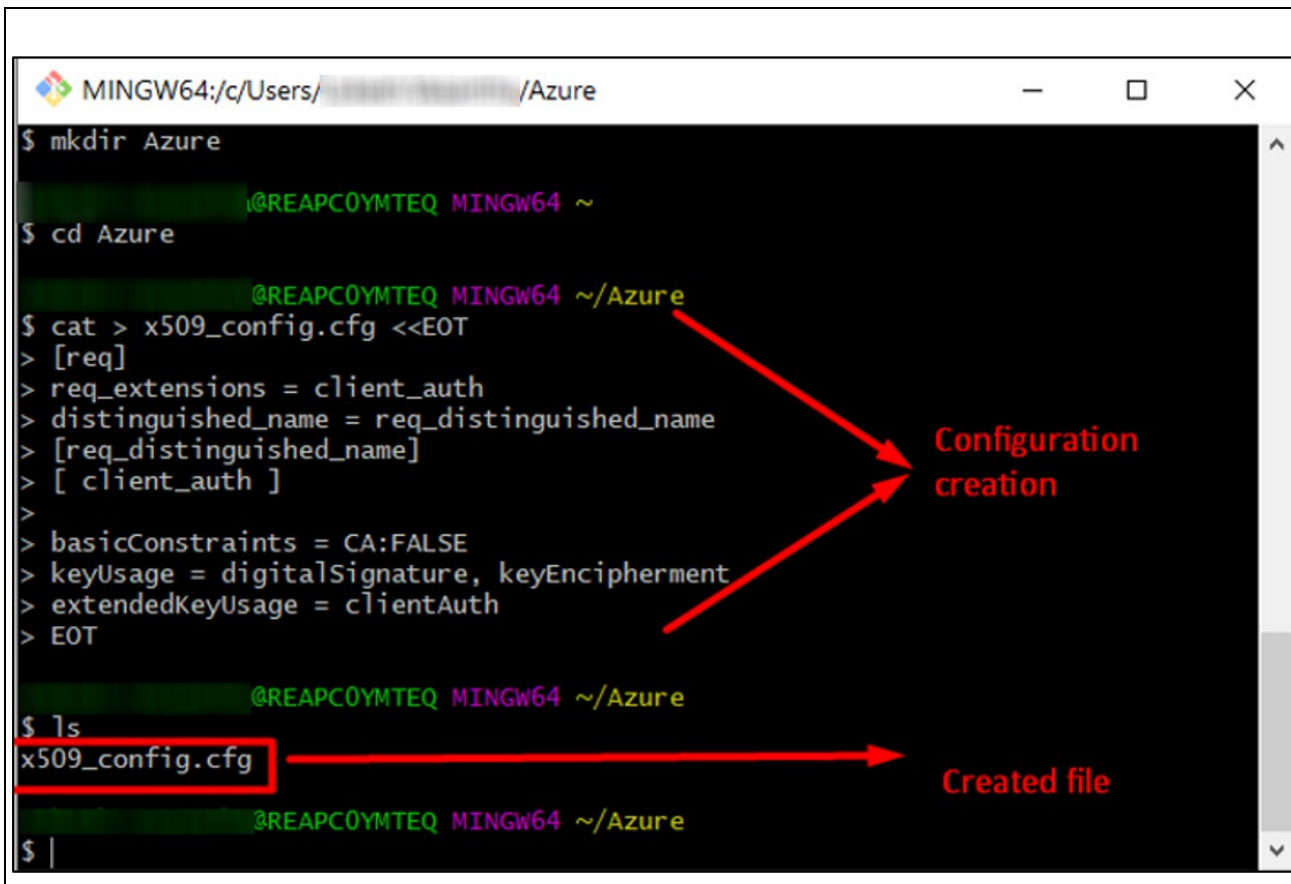 MINGW64:/c/Users/ /Azure
$ mkdir Azure
@REAPC0YMTEQ MINGW64 ~
$ cd Azure
@REAPC0YMTEQ MINGW64 ~/Azure
$ cat > x509_config.cfg <<EOT
> [req]
> req_extensions = client_auth
> distinguished_name = req_distinguished_name
> [req_distinguished_name]
> [ client_auth ]
>
> basicConstraints = CA:FALSE
> keyUsage = digitalSignature, keyEncipherment
> extendedKeyUsage = clientAuth
> EOT
Configuration
creation
@REAPC0YMTEQ MINGW64 ~/Azure
$ ls
x509_config.cfg
Created file
@REAPC0YMTEQ MINGW64 ~/Azure
$